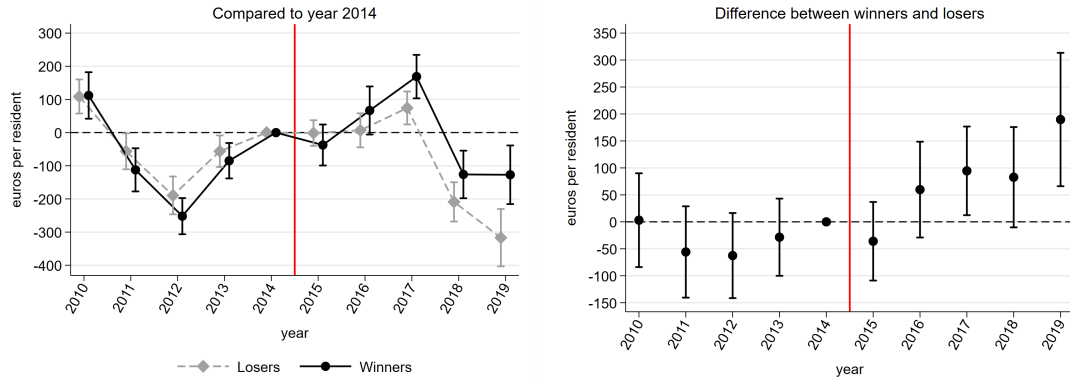 Compared to year 2014
300
200
100
0
-100
-200
-300
-400
euros per resident
2010 2011 2012 2013 2014 2015 2016 2017 2018 2019
year
Losers Winners
Difference between winners and losers
350
300
250
200
150
100
50
0
-50
-100
-150
euros per resident
2010 2011 2012 2013 2014 2015 2016 2017 2018 2019
year